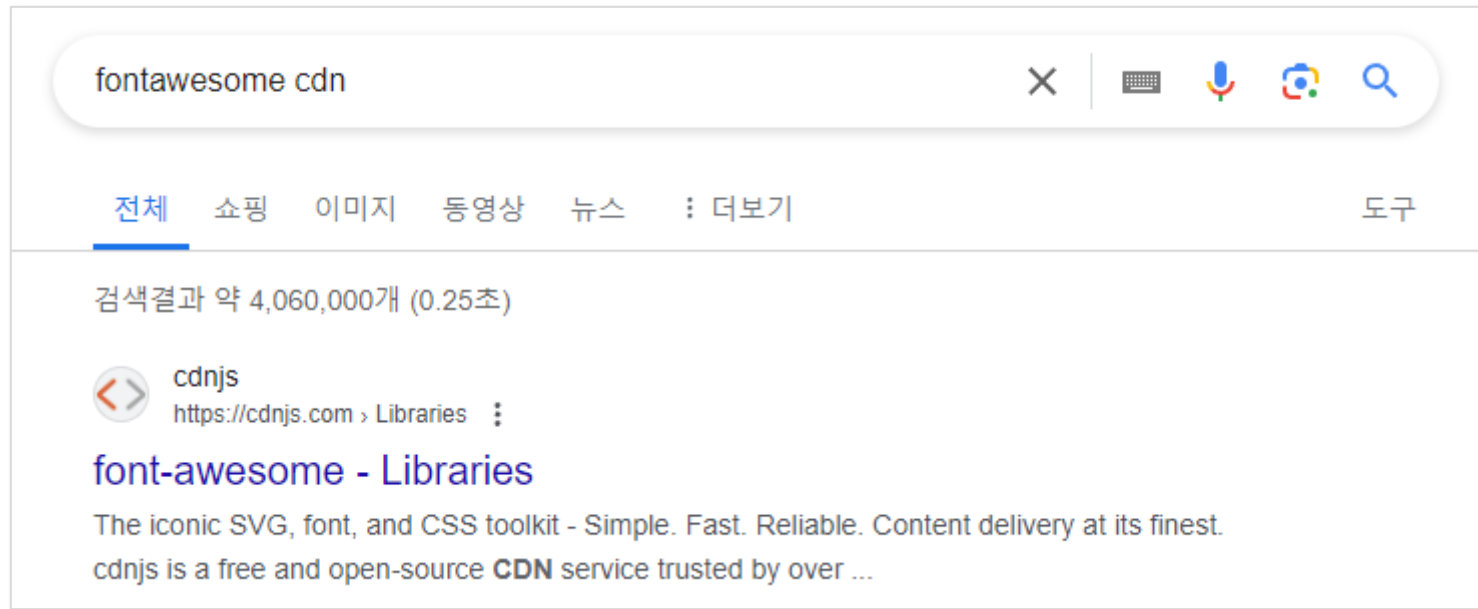 fontawesome cdn
전체 쇼핑 이미지 동영상 뉴스 ⋮ 더보기 도구
검색결과 약 4,060,000개 (0.25초)
cdnjs
https://cdnjs.com › Libraries ⋮
font-awesome - Libraries
The iconic SVG, font, and CSS toolkit - Simple. Fast. Reliable. Content delivery at its finest.
cdnjs is a free and open-source CDN service trusted by over ...